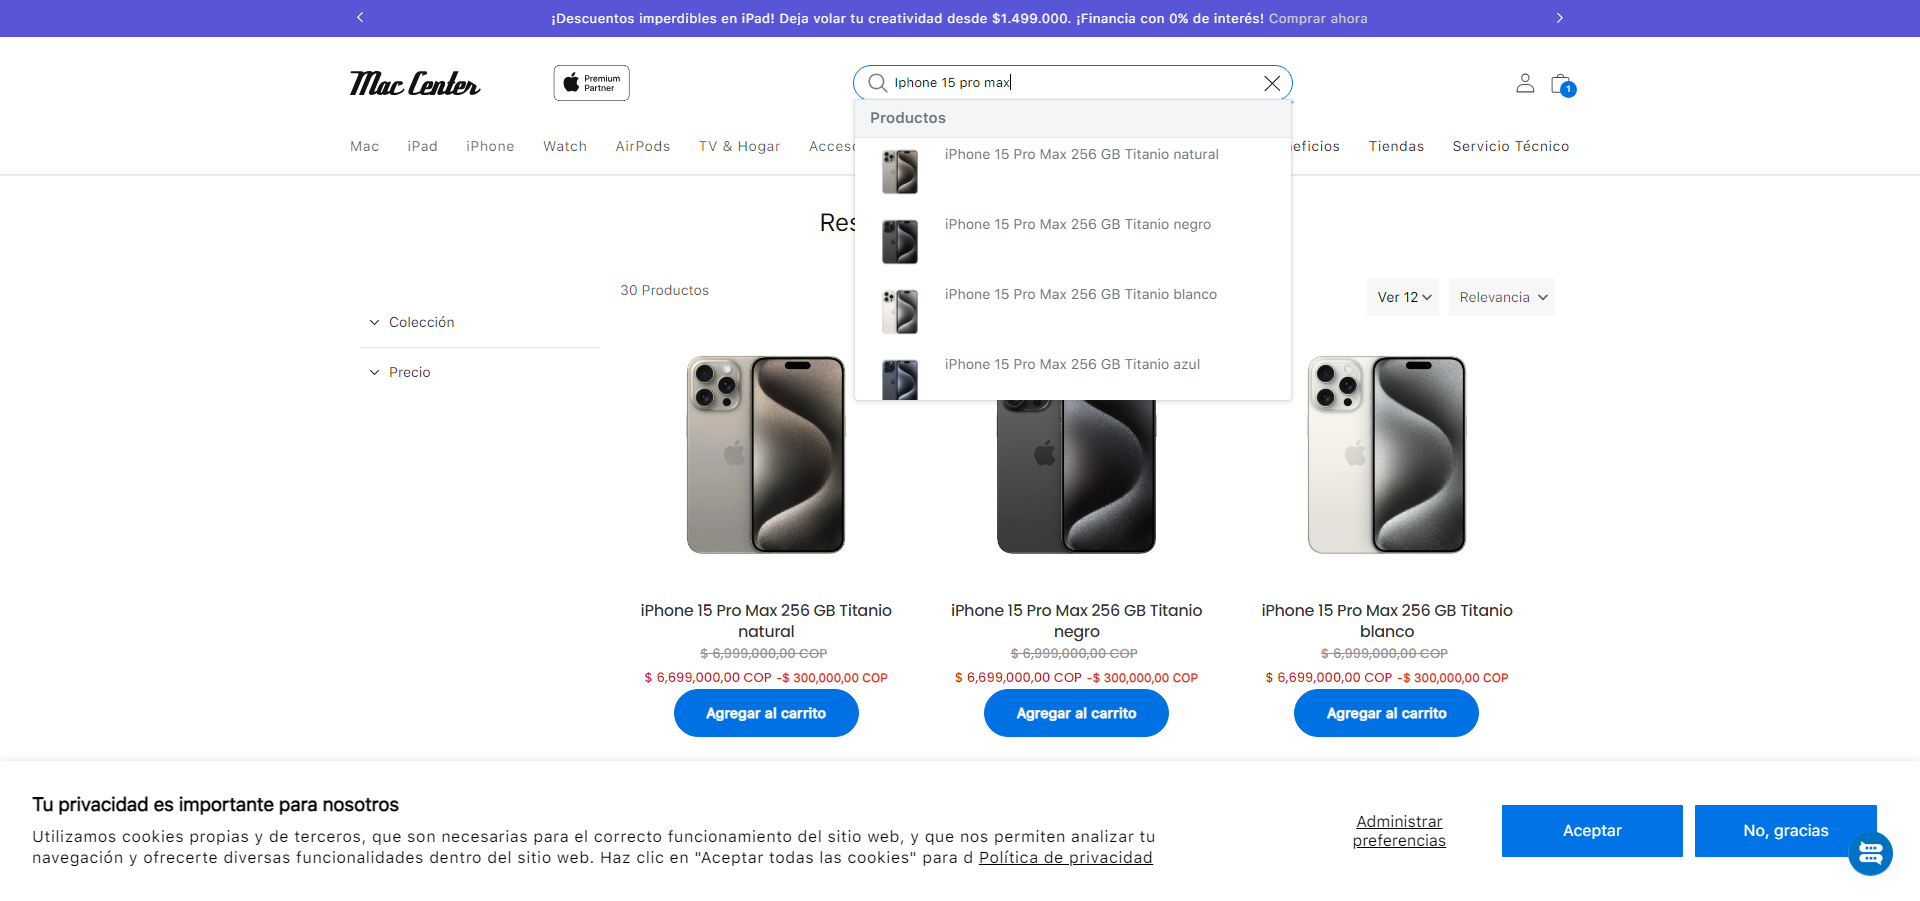 ¡Descuentos imperdibles en iPad! Deja volar tu creatividad desde $1.499.000. ¡Financia con 0% de interés! Comprar ahora
Mac Center
Premium
Partner
Iphone 15 pro max
1
Mac
iPad
iPhone
Watch
AirPods
TV & Hogar
Acceso
eficios
Tiendas
Servicio Técnico
Productos
iPhone 15 Pro Max 256 GB Titanio natural
iPhone 15 Pro Max 256 GB Titanio negro
iPhone 15 Pro Max 256 GB Titanio blanco
iPhone 15 Pro Max 256 GB Titanio azul
Res
30 Productos
Ver 12
Relevancia
Colección
Precio
iPhone 15 Pro Max 256 GB Titanio
natural
$ 6,999,000,00 COP
$ 6,699,000,00 COP -$ 300,000,00 COP
Agregar al carrito
iPhone 15 Pro Max 256 GB Titanio
negro
$ 6,999,000,00 COP
$ 6,699,000,00 COP -$ 300,000,00 COP
Agregar al carrito
iPhone 15 Pro Max 256 GB Titanio
blanco
$ 6,999,000,00 COP
$ 6,699,000,00 COP -$ 300,000,00 COP
Agregar al carrito
Tu privacidad es importante para nosotros
Utilizamos cookies propias y de terceros, que son necesarias para el correcto funcionamiento del sitio web, y que nos permiten analizar tu
navegación y ofrecerte diversas funcionalidades dentro del sitio web. Haz clic en "Aceptar todas las cookies" para d Política de privacidad
Administrar
preferencias
Aceptar
No, gracias